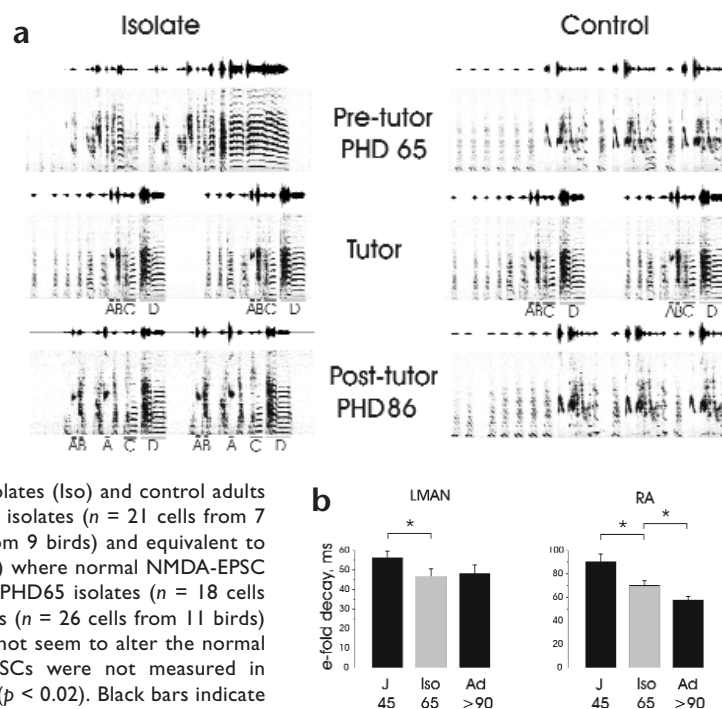 a
Isolate
Control
Pre-tutor
PHD 65
Tutor
ABC D ABC D
ABC D ABC D
Post-tutor
PHD86
AB A C D AB A C D
olates (Iso) and control adults
isolates (n = 21 cells from 7
om 9 birds) and equivalent to
) where normal NMDA-EPSC
PHD65 isolates (n = 18 cells
s (n = 26 cells from 11 birds)
not seem to alter the normal
PSCs were not measured in
(p < 0.02). Black bars indicate
b
LMAN
RA
e-fold decay, ms
60
50
40
30
20
10
0
100
80
60
40
20
0
*
* *
J Iso Ad
45 65 >90
J Iso Ad
45 65 >90